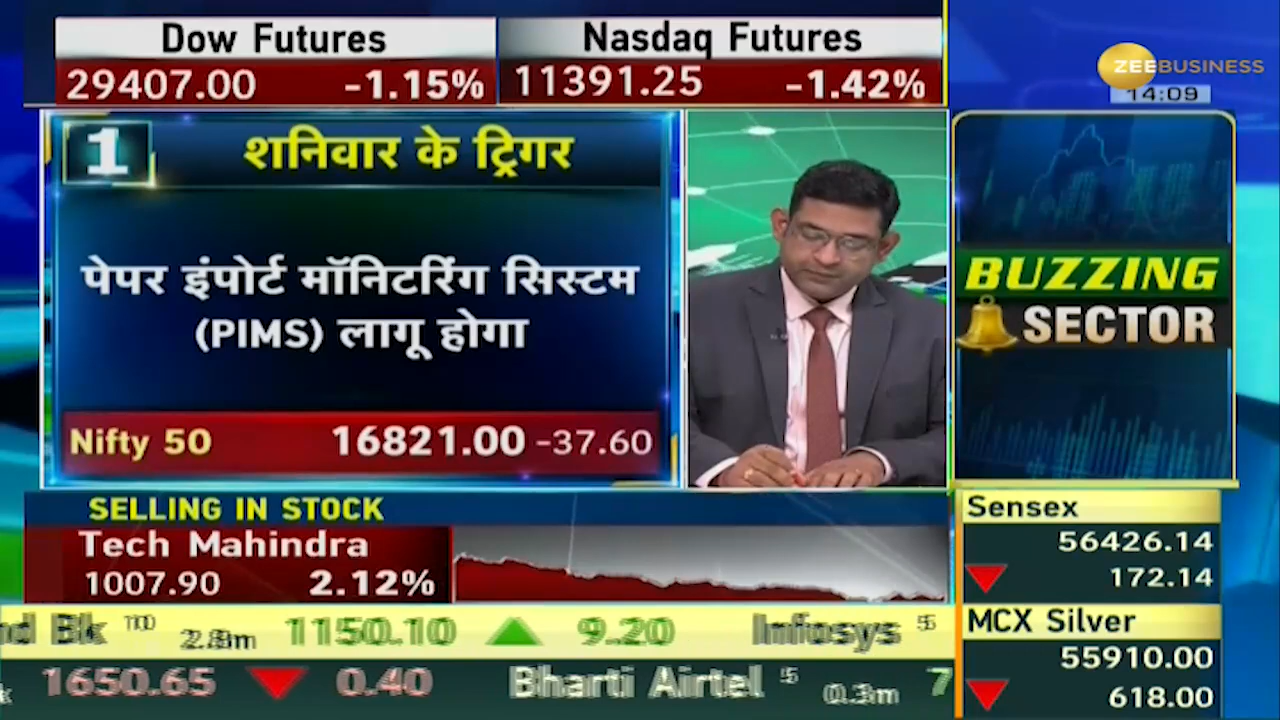 Dow Futures
29407.00 -1.15%
Nasdaq Futures
11391.25 -1.42%
ZEEBUSINESS
14:09
1 शनिवार के ट्रिगर
पेपर इंपोर्ट मॉनिटरिंग सिस्टम
(PIMS) लागू होगा
Nifty 50 16821.00 -37.60
BUZZING
SECTOR
SELLING IN STOCK
Tech Mahindra
1007.90 2.12%
Sensex
56426.14
172.14
MCX Silver
55910.00
618.00
nd Bk 2.8m 1150.10 9.20 Infosys
1650.65 0.40 Bharti Airtel 0.3m 7